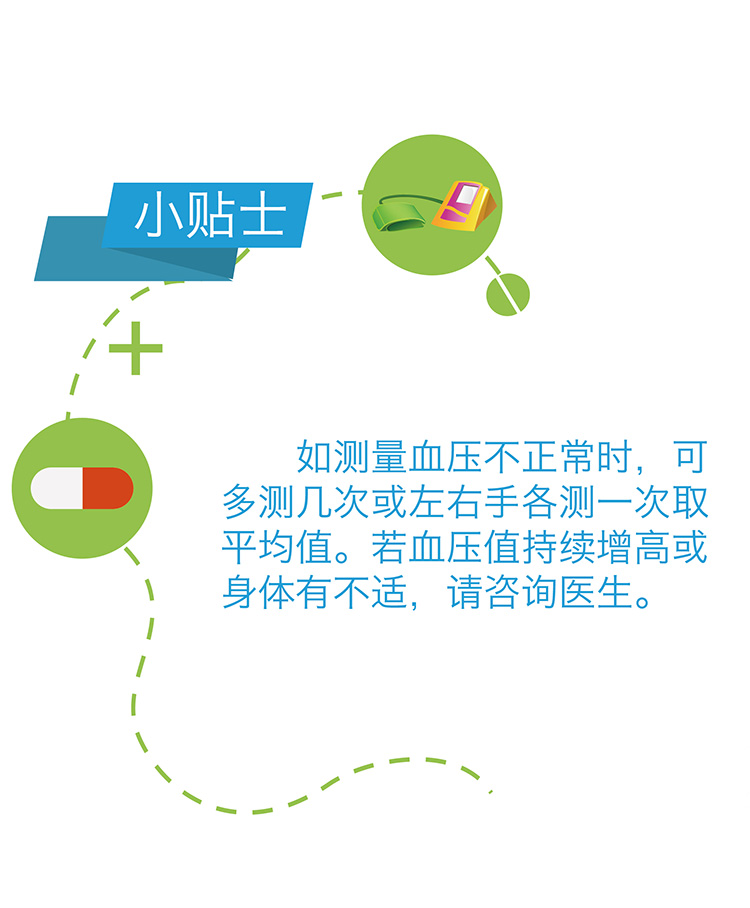 小贴士
如测量血压不正常时，可
多测几次或左右手各测一次取
平均值。若血压值持续增高或
身体有不适，请咨询医生。